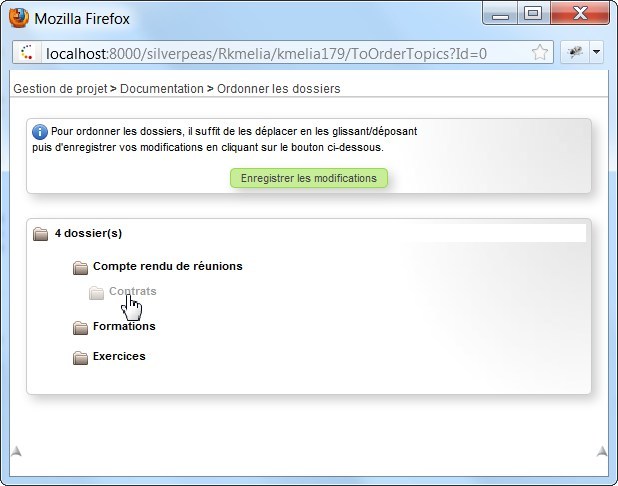 Mozilla Firefox
localhost:8000/silverpeas/Rkmelia/kmelia179/ToOrderTopics?Id=0
Gestion de projet > Documentation > Ordonner les dossiers
Pour ordonner les dossiers, il suffit de les déplacer en les glissant/déposant
puis d'enregistrer vos modifications en cliquant sur le bouton ci-dessous.
Enregistrer les modifications
4 dossier(s)
Compte rendu de réunions
Contrats
Formations
Exercices